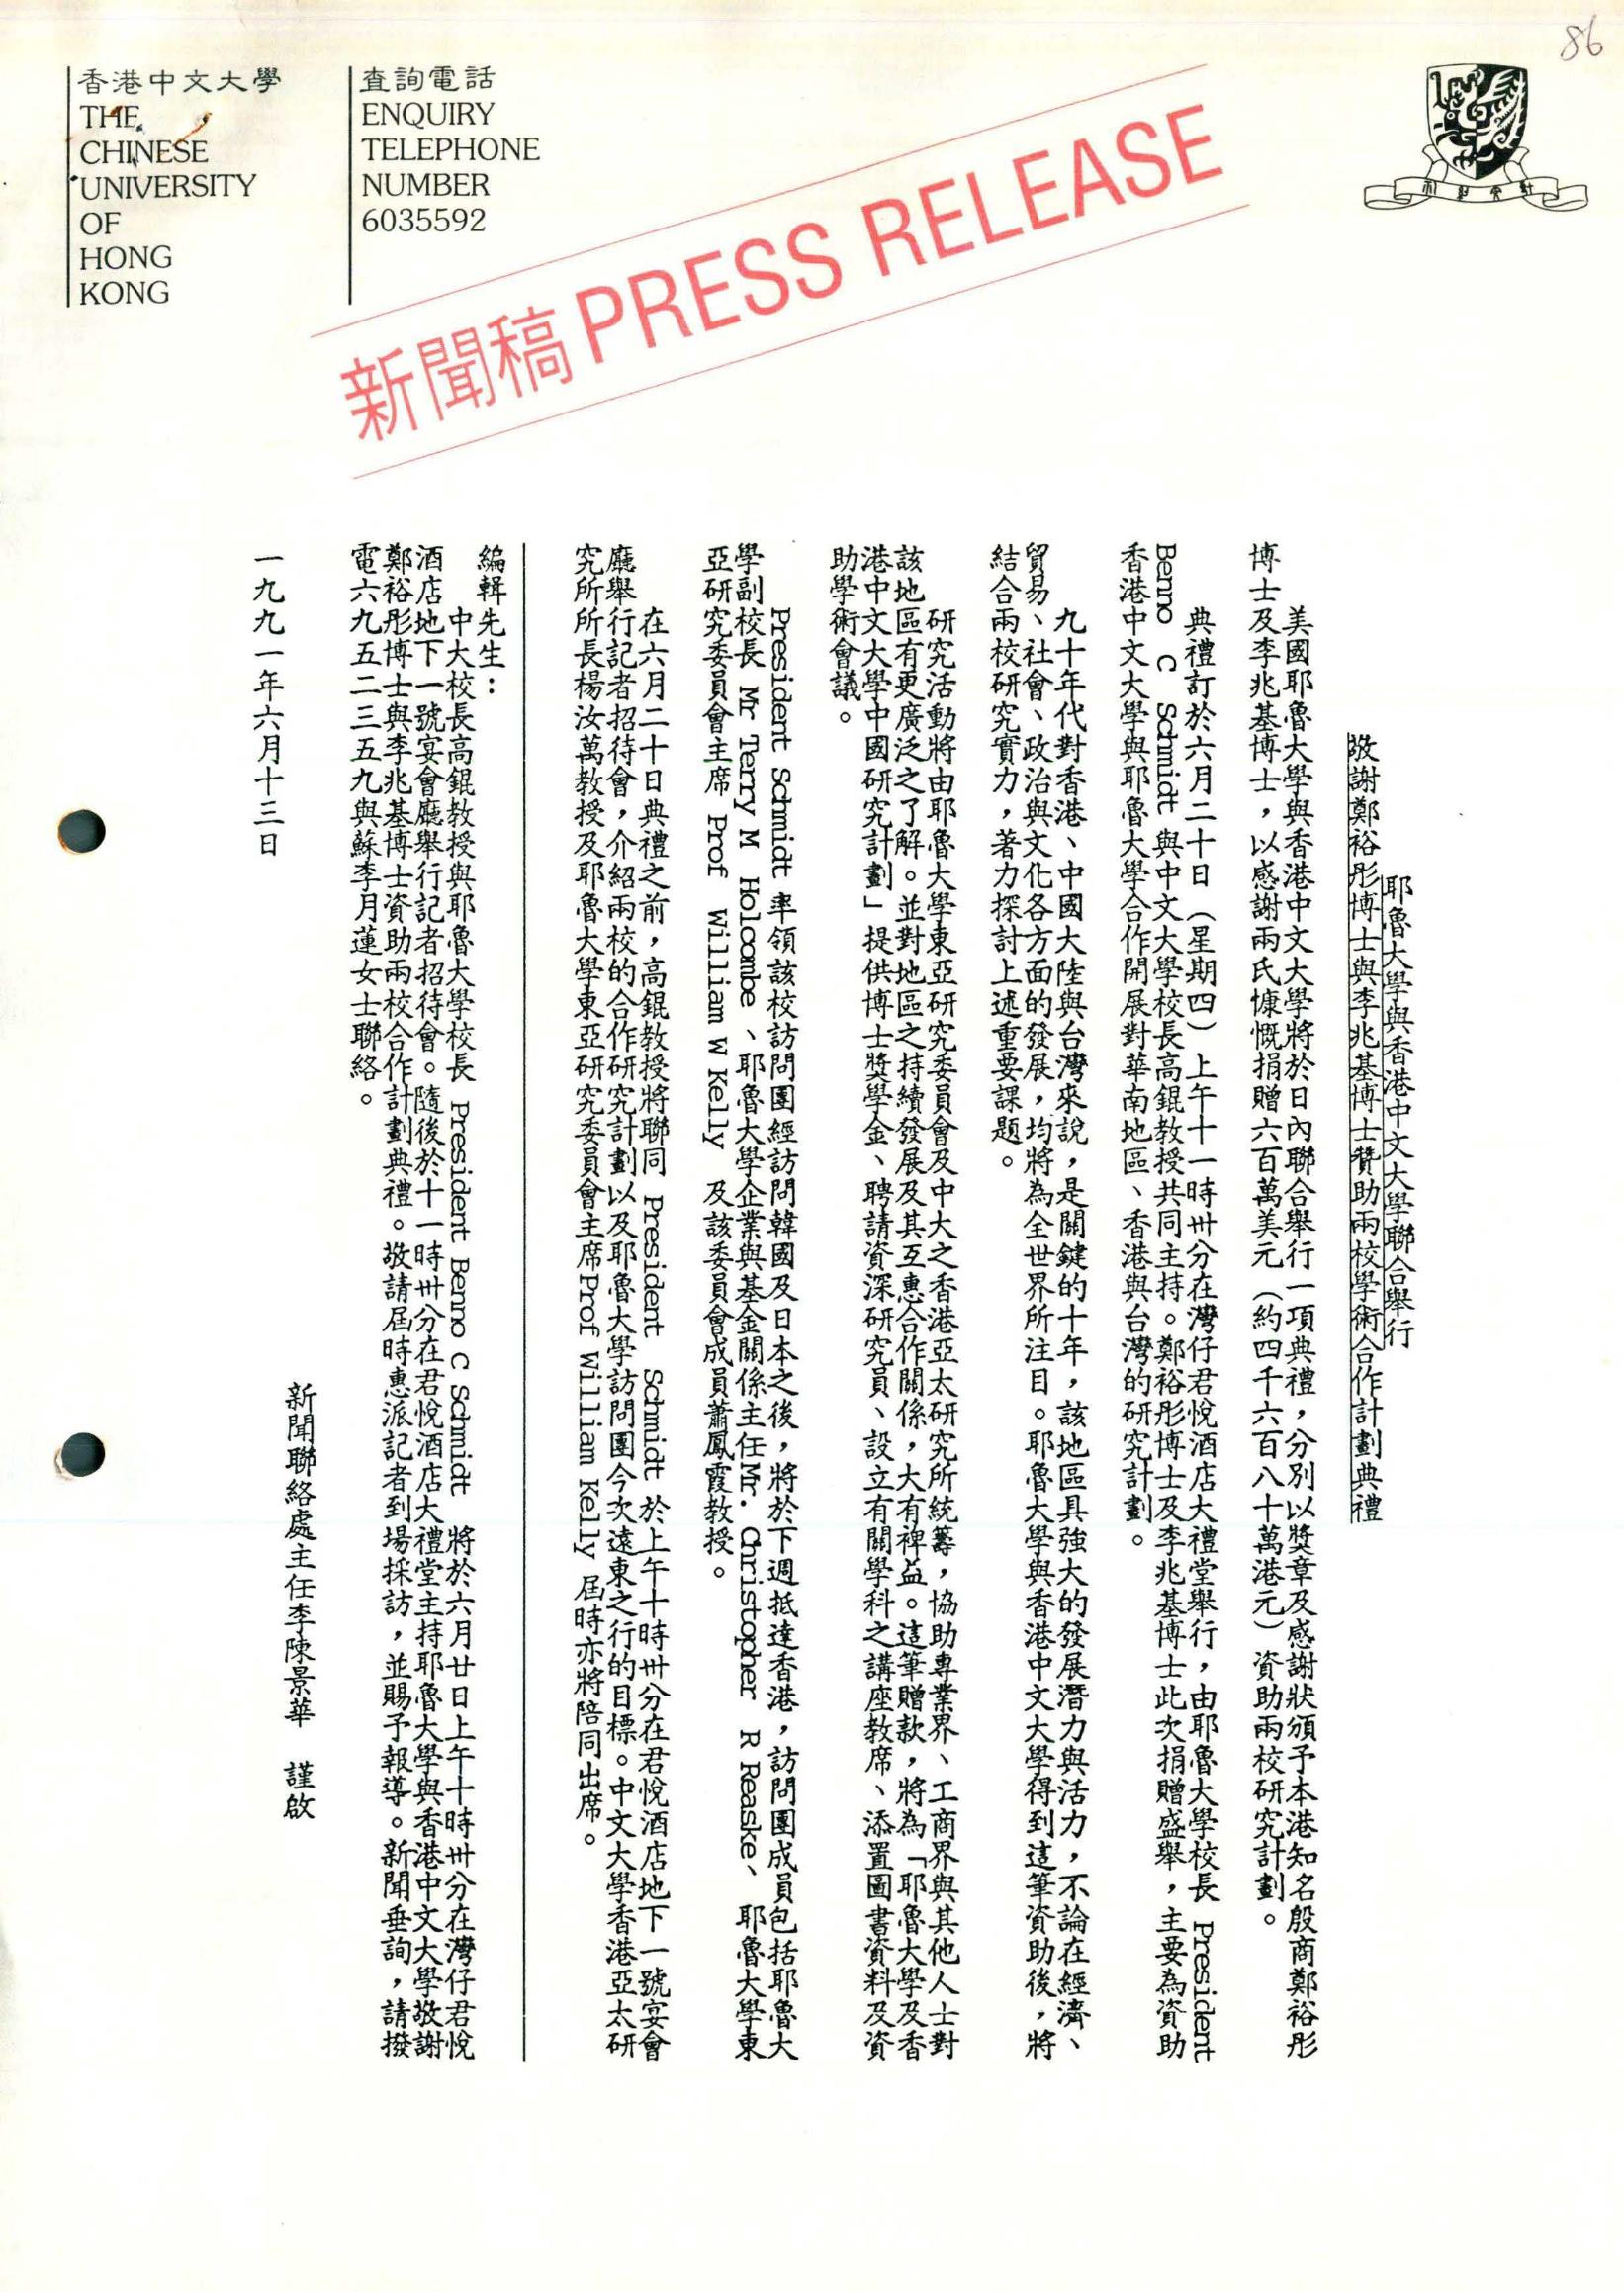 86
香港中文大學
THE
CHINESE
UNIVERSITY
OF
HONG
KONG
查詢電話
ENQUIRY
TELEPHONE
NUMBER
6035592
新聞稿 PRESS RELEASE
耶魯大學與香港中文大學聯合舉行
敬謝鄭裕彤博士與李兆基博士贊助兩校學術合作計劃典禮
美國耶魯大學與香港中文大學將於日內聯合舉行一項典禮，分別以獎章及感謝狀頒予本港知名殷商鄭裕彤
博士及李兆基博士，以感謝兩氏慷慨捐贈六百萬美元（約四千六百八十萬港元）資助兩校研究計劃。
典禮訂於六月二十日（星期四）上午十一時卅分在灣仔君悅酒店大禮堂舉行，由耶魯大學校長 President
Benno C Schmidt 與中文大學校長高錕教授共同主持。鄭裕彤博士及李兆基博士此次捐贈盛舉，主要為資助
香港中文大學與耶魯大學合作開展對華南地區、香港與台灣的研究計劃。
九十年代對香港、中國大陸與台灣來說，是關鍵的十年，該地區具強大的發展潛力與活力，不論在經濟、
貿易、社會、政治與文化各方面的發展，均將為全世界所注目。耶魯大學與香港中文大學得到這筆資助後，將
結合兩校研究實力，著力探討上述重要課題。
研究活動將由耶魯大學東亞研究委員會及中大之香港亞太研究所統籌，協助專業界、工商界與其他人士對
該地區有更廣泛之了解。並對地區之持續發展及其互惠合作關係，大有裨益。這筆贈款，將為「耶魯大學及香
港中文大學中國研究計劃」提供博士獎學金、聘請資深研究員、設立有關學科之講座教席、添置圖書資料及資
助學術會議。
President Schmidt 率領該校訪問團經訪問韓國及日本之後，將於下週抵達香港，訪問團成員包括耶魯大
學副校長 Mr Terry M Holcombe 、耶魯大學企業與基金關係主任Mr. Christopher R Reaske、耶魯大學東
亞研究委員會主席 Prof William W Kelly 及該委員會成員蕭鳳霞教授。
在六月二十日典禮之前，高錕教授將聯同 President Schmidt 於上午十時卅分在君悅酒店地下一號宴會
廳舉行記者招待會，介紹兩校的合作研究計劃以及耶魯大學訪問團今次遠東之行的目標。中文大學香港亞太研
究所所長楊汝萬教授及耶魯大學東亞研究委員會主席Prof William Kelly 屆時亦將陪同出席。
編輯先生：
中大校長高錕教授與耶魯大學校長 President Benno C Schmidt 將於六月廿日上午十時卅分在灣仔君悅
酒店地下一號宴會廳舉行記者招待會。隨後於十一時卅分在君悅酒店大禮堂主持耶魯大學與香港中文大學敬謝
鄭裕彤博士與李兆基博士資助兩校合作計劃典禮。敬請屆時惠派記者到場採訪，並賜予報導。新聞垂詢，請撥
電六九五二三五九與蘇李月蓮女士聯絡。
新聞聯絡處主任李陳景華 謹啟
一九九一年六月十三日